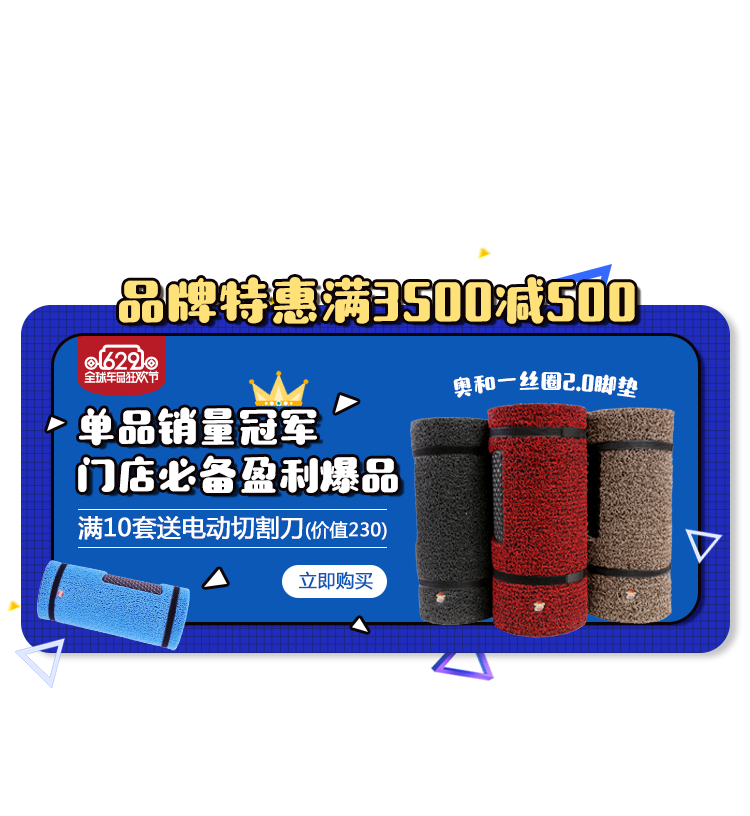 品牌特惠满3500减500
629
全球车品狂欢节
奥和一丝圈2.0脚垫
单品销量冠军
门店必备盈利爆品
满10套送电动切割刀(价值230)
立即购买